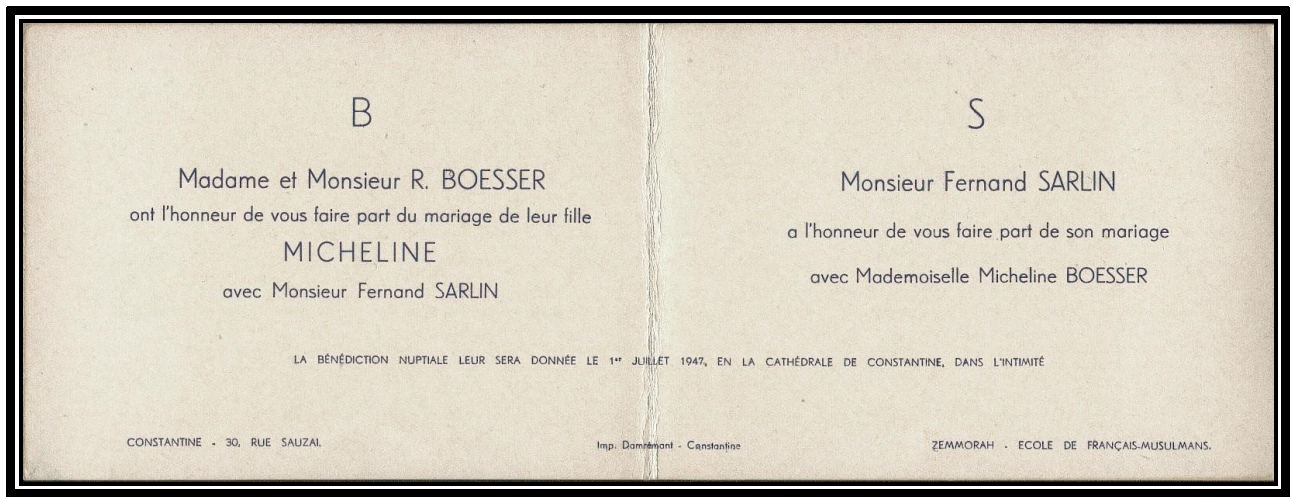 B
Madame et Monsieur R. BOESSER
ont l'honneur de vous faire part du mariage de leur fille
MICHELINE
avec Monsieur Fernand SARLIN
S
Monsieur Fernand SARLIN
a l'honneur de vous faire part de son mariage
avec Mademoiselle Micheline BOESSER
LA BÉNÉDICTION NUPTIALE LEUR SERA DONNÉE LE 1er JUILLET 1947, EN LA CATHÉDRALE DE CONSTANTINE, DANS L'INTIMITÉ
CONSTANTINE - 30, RUE SAUZAI.
Imp. Damrémont - Constantine
ZEMMORAH - ECOLE DE FRANÇAIS-MUSULMANS.